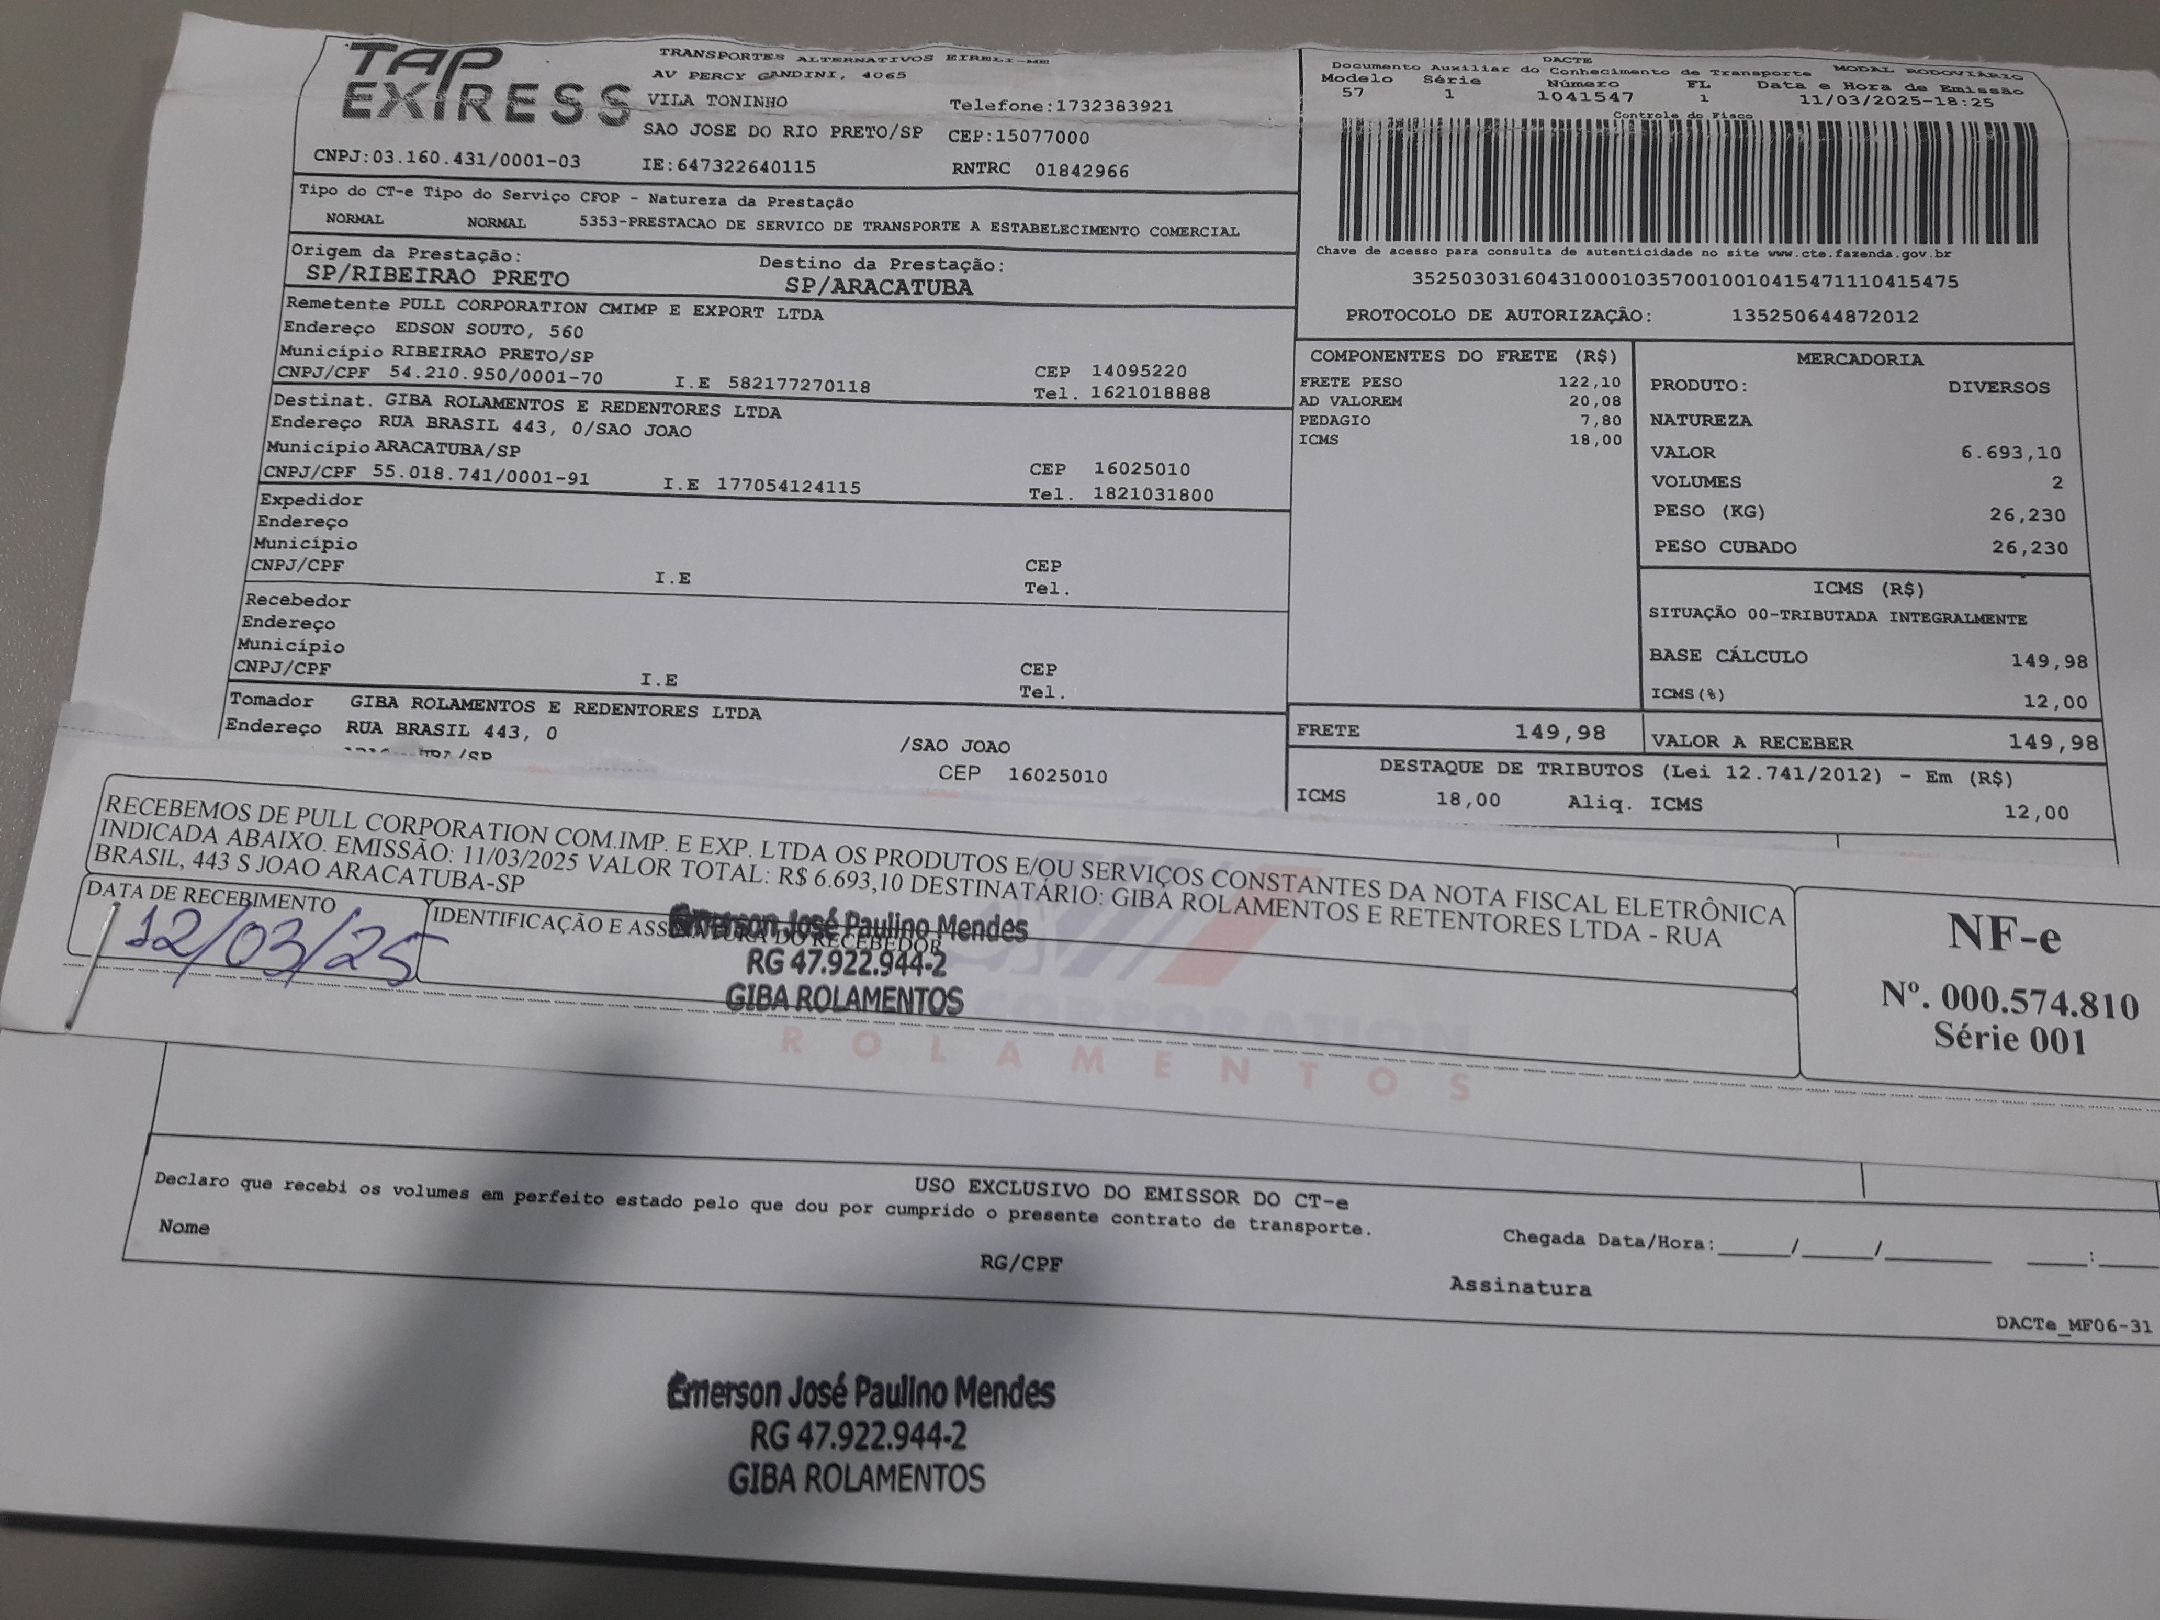 TAP EXPRESS
TRANSPORTES ALTERNATIVOS EIRELI-ME
AV PERCY GANDINI, 4065
VILA TONINHO Telefone:1732383921
SAO JOSE DO RIO PRETO/SP CEP:15077000
CNPJ:03.160.431/0001-03 IE:647322640115 RNTRC 01842966
DACTE
Documento Auxiliar do Conhecimento de Transporte MODAL RODOVIÁRIO
Modelo Série Número FL Data e Hora de Emissão
57 1 1041547 1 11/03/2025-18:25
Controle do Fisco
Chave de acesso para consulta de autenticidade no site www.cte.fazenda.gov.br
35250303160431000103570010010415471110415475
PROTOCOLO DE AUTORIZAÇÃO: 135250644872012
Tipo do CT-e Tipo do Serviço CFOP - Natureza da Prestação
NORMAL NORMAL 5353-PRESTACAO DE SERVICO DE TRANSPORTE A ESTABELECIMENTO COMERCIAL
Origem da Prestação: Destino da Prestação:
SP/RIBEIRAO PRETO SP/ARACATUBA
Remetente PULL CORPORATION CMIMP E EXPORT LTDA
Endereço EDSON SOUTO, 560
Município RIBEIRAO PRETO/SP CEP 14095220
CNPJ/CPF 54.210.950/0001-70 I.E 582177270118 Tel. 1621018888
Destinat. GIBA ROLAMENTOS E REDENTORES LTDA
Endereço RUA BRASIL 443, 0/SAO JOAO
Município ARACATUBA/SP CEP 16025010
CNPJ/CPF 55.018.741/0001-91 I.E 177054124115 Tel. 1821031800
Expedidor
Endereço
Município CEP
CNPJ/CPF I.E Tel.
Recebedor
Endereço
Município CEP
CNPJ/CPF I.E Tel.
Tomador GIBA ROLAMENTOS E REDENTORES LTDA
Endereço RUA BRASIL 443, 0 /SAO JOAO
CEP 16025010
COMPONENTES DO FRETE (R$)
FRETE PESO 122,10
AD VALOREM 20,08
PEDAGIO 7,80
ICMS 18,00
MERCADORIA
PRODUTO: DIVERSOS
NATUREZA
VALOR 6.693,10
VOLUMES 2
PESO (KG) 26,230
PESO CUBADO 26,230
ICMS (R$)
SITUAÇÃO 00-TRIBUTADA INTEGRALMENTE
BASE CÁLCULO 149,98
ICMS(%) 12,00
FRETE 149,98 VALOR A RECEBER 149,98
DESTAQUE DE TRIBUTOS (Lei 12.741/2012) - Em (R$)
ICMS 18,00 Aliq. ICMS 12,00
RECEBEMOS DE PULL CORPORATION COM.IMP. E EXP. LTDA OS PRODUTOS E/OU SERVIÇOS CONSTANTES DA NOTA FISCAL ELETRÔNICA
INDICADA ABAIXO. EMISSÃO: 11/03/2025 VALOR TOTAL: R$ 6.693,10 DESTINATÁRIO: GIBA ROLAMENTOS E RETENTORES LTDA - RUA
BRASIL, 443 S JOAO ARACATUBA-SP
DATA DE RECEBIMENTO
12/03/25
IDENTIFICAÇÃO E ASSINATURA DO RECEBEDOR
Emerson José Paulino Mendes
RG 47.922.944-2
GIBA ROLAMENTOS
CORPORATION
ROLAMENTOS
NF-e
Nº. 000.574.810
Série 001
USO EXCLUSIVO DO EMISSOR DO CT-e
Declaro que recebi os volumes em perfeito estado pelo que dou por cumprido o presente contrato de transporte.
Nome RG/CPF Assinatura Chegada Data/Hora:_____/_____/_______ ____:____
DACTe_MF06-31
Emerson José Paulino Mendes
RG 47.922.944-2
GIBA ROLAMENTOS